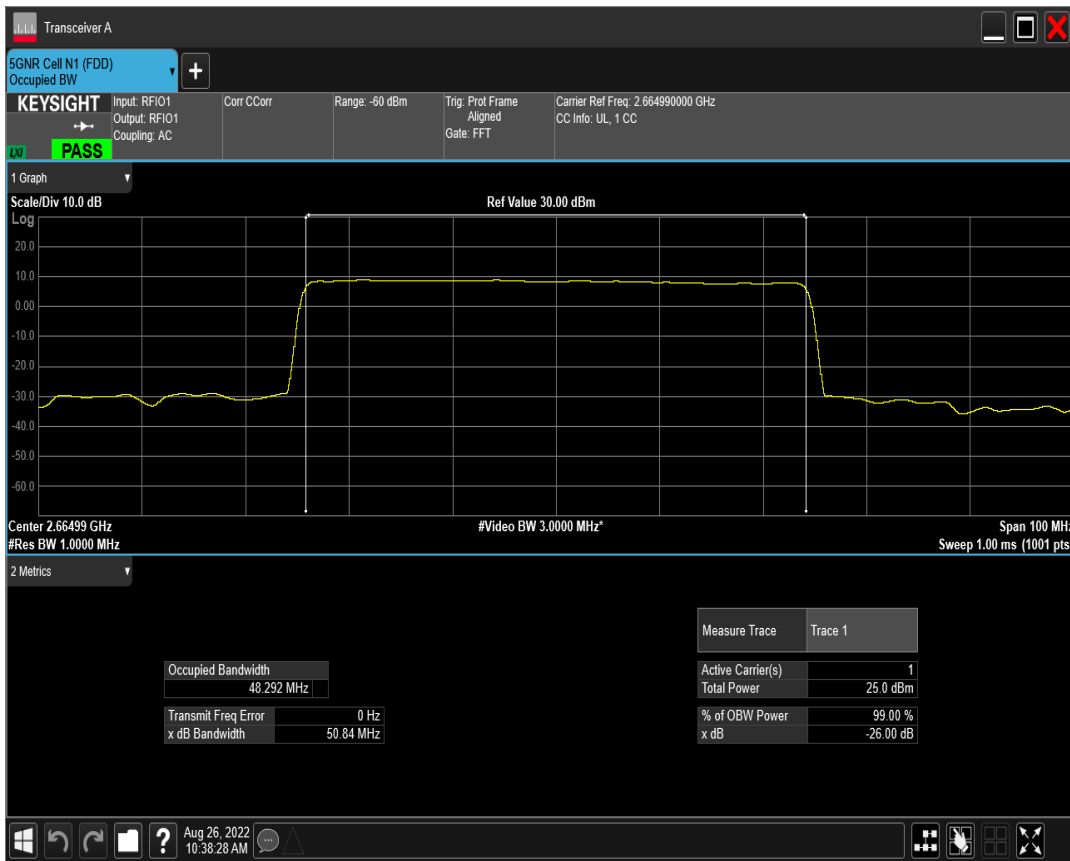 Transceiver A
5GNR Cell N1 (FDD)
Occupied BW
+
KEYSIGHT
LXI
PASS
Input: RFIO1
Output: RFIO1
Coupling: AC
Corr CCorr
Range: -60 dBm
Trig: Prot Frame
Aligned
Gate: FFT
Carrier Ref Freq: 2.664990000 GHz
CC Info: UL, 1 CC
1 Graph
Scale/Div 10.0 dB
Ref Value 30.00 dBm
Log
20.0
10.0
0.00
-10.0
-20.0
-30.0
-40.0
-50.0
-60.0
Center 2.66499 GHz
#Video BW 3.0000 MHz*
Span 100 MHz
#Res BW 1.0000 MHz
Sweep 1.00 ms (1001 pts
2 Metrics
Measure Trace Trace 1
Occupied Bandwidth
48.292 MHz
Transmit Freq Error 0 Hz
x dB Bandwidth 50.84 MHz
Active Carrier(s) 1
Total Power 25.0 dBm
% of OBW Power 99.00 %
x dB -26.00 dB
?
Aug 26, 2022
10:38:28 AM